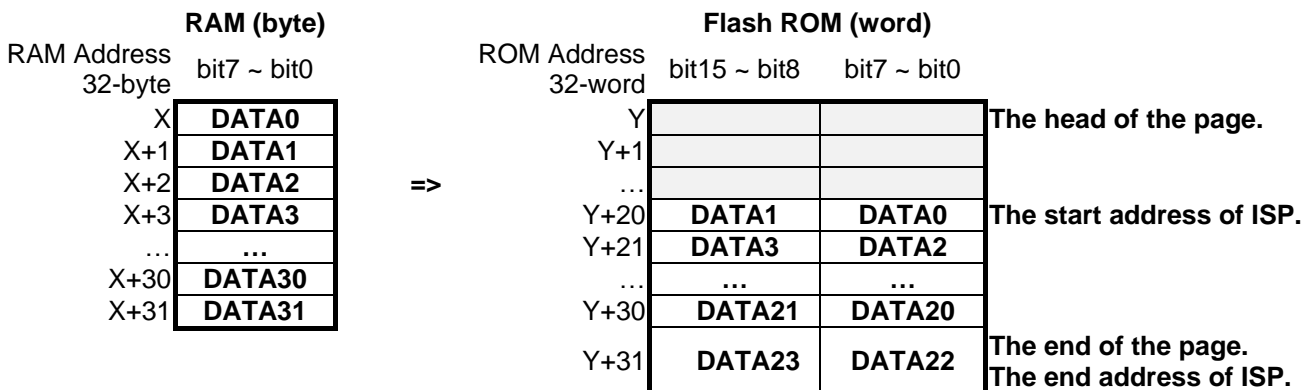 RAM (byte) Flash ROM (word)
RAM Address 32-byte bit7 ~ bit0 ROM Address 32-word bit15 ~ bit8 bit7 ~ bit0
X DATA0 Y The head of the page.
X+1 DATA1 Y+1
X+2 DATA2 => …
X+3 DATA3 Y+20 DATA1 DATA0 The start address of ISP.
… … Y+21 DATA3 DATA2
X+30 DATA30 … … …
X+31 DATA31 Y+30 DATA21 DATA20
Y+31 DATA23 DATA22 The end of the page.
The end address of ISP.